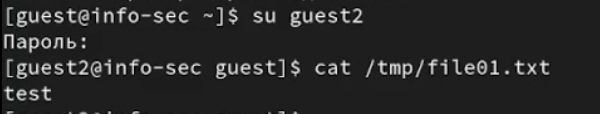 [guest@info-sec ~]$ su guest2
Пароль:
[guest2@info-sec guest]$ cat /tmp/file01.txt
test